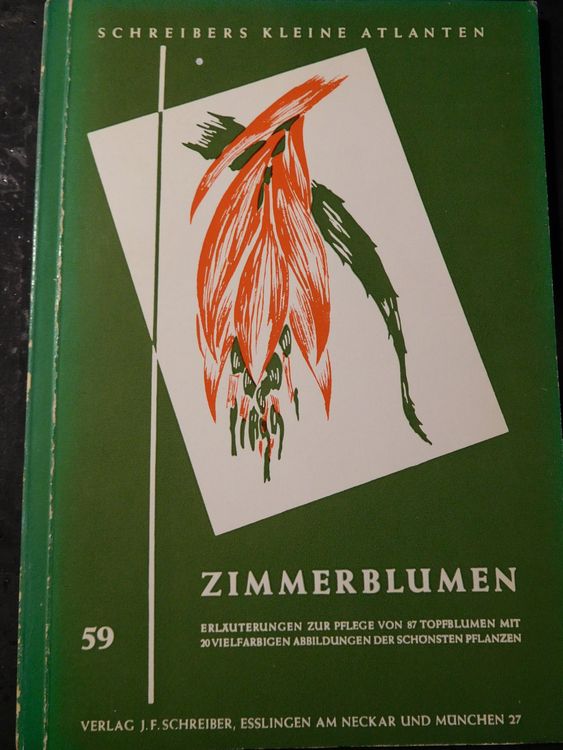 SCHREIBERS KLEINE ATLANTEN
ZIMMERBLUMEN
ERLÄUTERUNGEN ZUR PFLEGE VON 87 TOPFBLUMEN MIT
20 VIELFARBIGEN ABBILDUNGEN DER SCHÖNSTEN PFLANZEN
59
VERLAG J. F. SCHREIBER, ESSLINGEN AM NECKAR UND MÜNCHEN 27